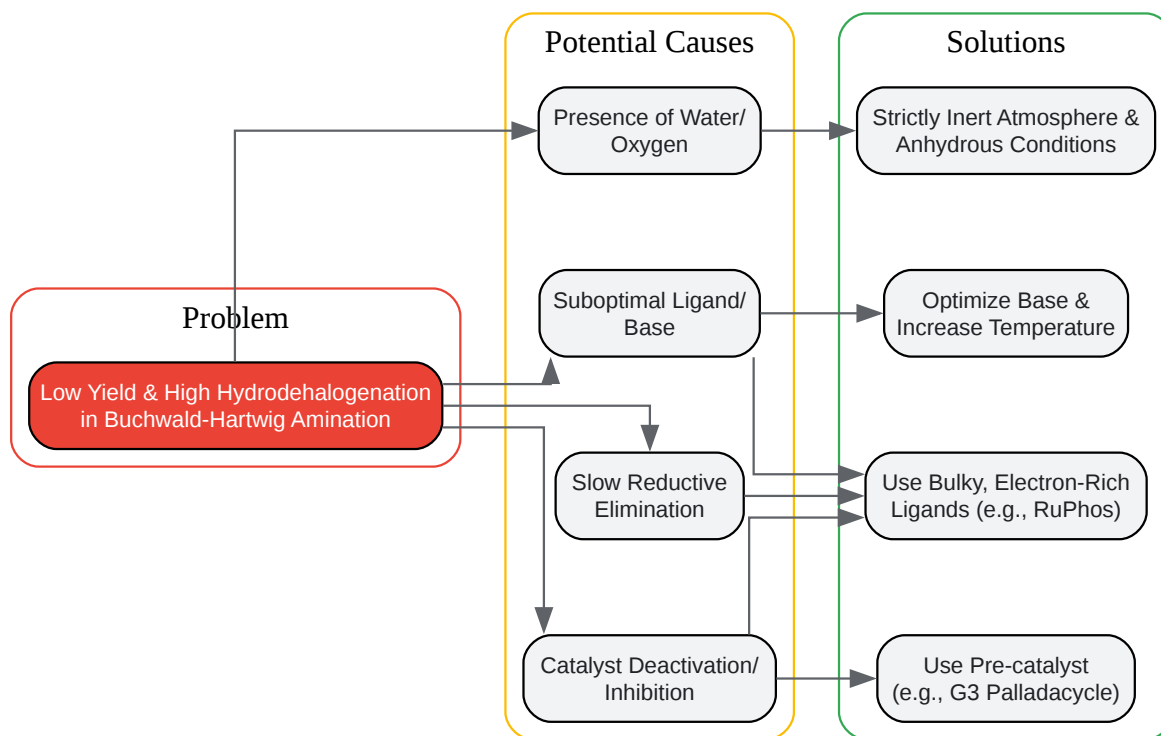 Potential Causes
Solutions
Presence of Water/
Oxygen
Strictly Inert Atmosphere &
Anhydrous Conditions
Suboptimal Ligand/
Base
Optimize Base &
Increase Temperature
Problem
Low Yield & High Hydrodehalogenation
in Buchwald-Hartwig Amination
Slow Reductive
Elimination
Use Bulky, Electron-Rich
Ligands (e.g., RuPhos)
Catalyst Deactivation/
Inhibition
Use Pre-catalyst
(e.g., G3 Palladacycle)